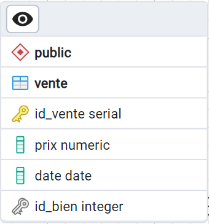 public
vente
id_vente serial
prix numeric
date date
id_bien integer